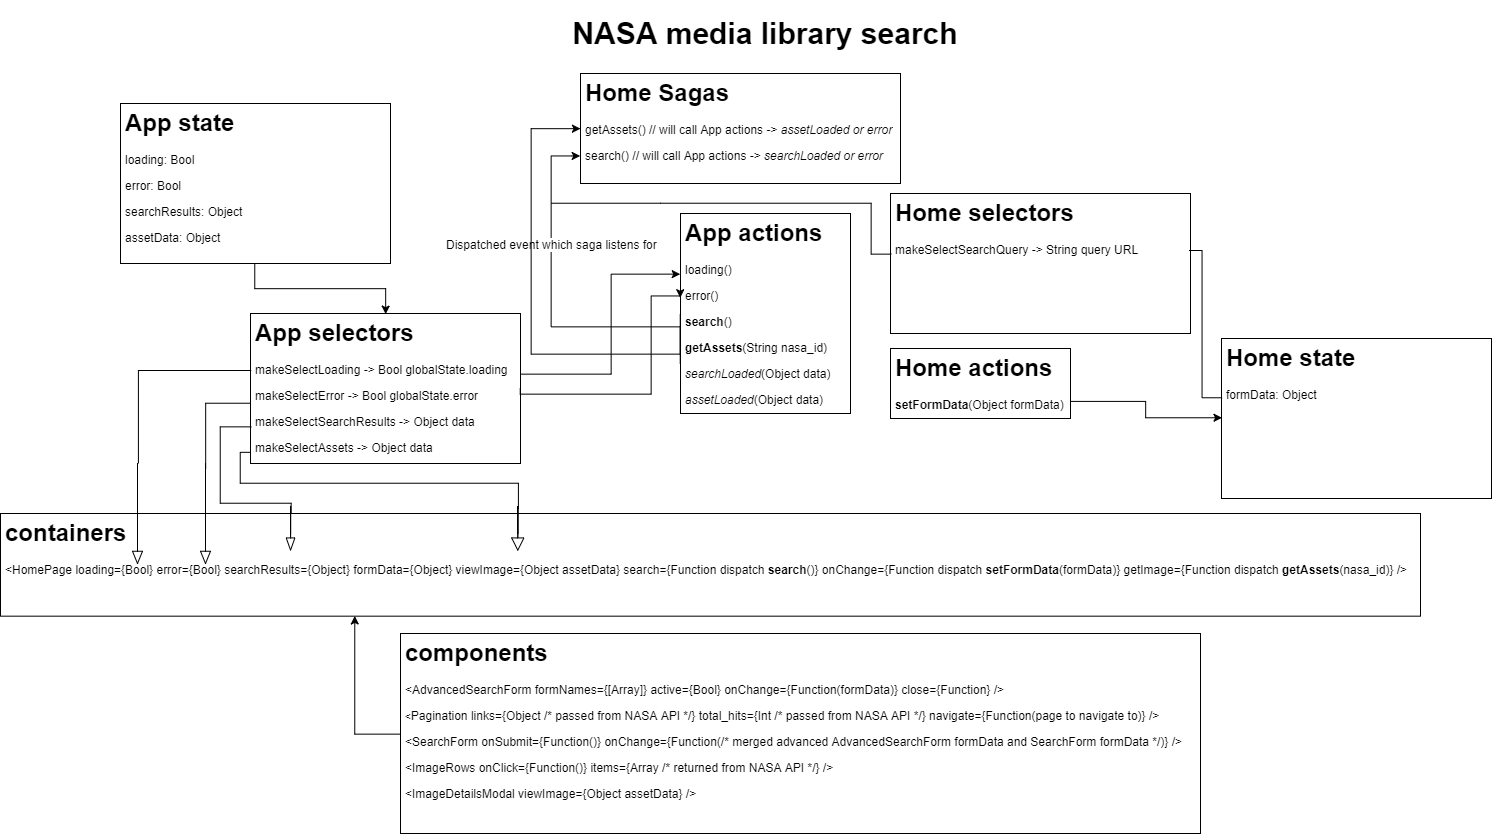 NASA media library search
Home Sagas
getAssets() // will call App actions -> assetLoaded or error
search() // will call App actions -> searchLoaded or error
App state
loading: Bool
error: Bool
searchResults: Object
assetData: Object
Home selectors
makeSelectSearchQuery -> String query URL
Dispatched event which saga listens for
App actions
loading()
error()
search()
getAssets(String nasa_id)
searchLoaded(Object data)
assetLoaded(Object data)
App selectors
makeSelectLoading -> Bool globalState.loading
makeSelectError -> Bool globalState.error
makeSelectSearchResults -> Object data
makeSelectAssets -> Object data
Home actions
setFormData(Object formData)
Home state
formData: Object
containers
<HomePage loading={Bool} error={Bool} searchResults={Object} formData={Object} viewImage={Object assetData} search={Function dispatch search()} onChange={Function dispatch setFormData(formData)} getImage={Function dispatch getAssets(nasa_id)} />
components
<AdvancedSearchForm formNames={[Array]} active={Bool} onChange={Function(formData)} close={Function} />
<Pagination links={Object /* passed from NASA API */} total_hits={Int /* passed from NASA API */} navigate={Function(page to navigate to)} />
<SearchForm onSubmit={Function()} onChange={Function(/* merged advanced AdvancedSearchForm formData and SearchForm formData */)} />
<ImageRows onClick={Function()} items={Array /* returned from NASA API */} />
<ImageDetailsModal viewImage={Object assetData} />